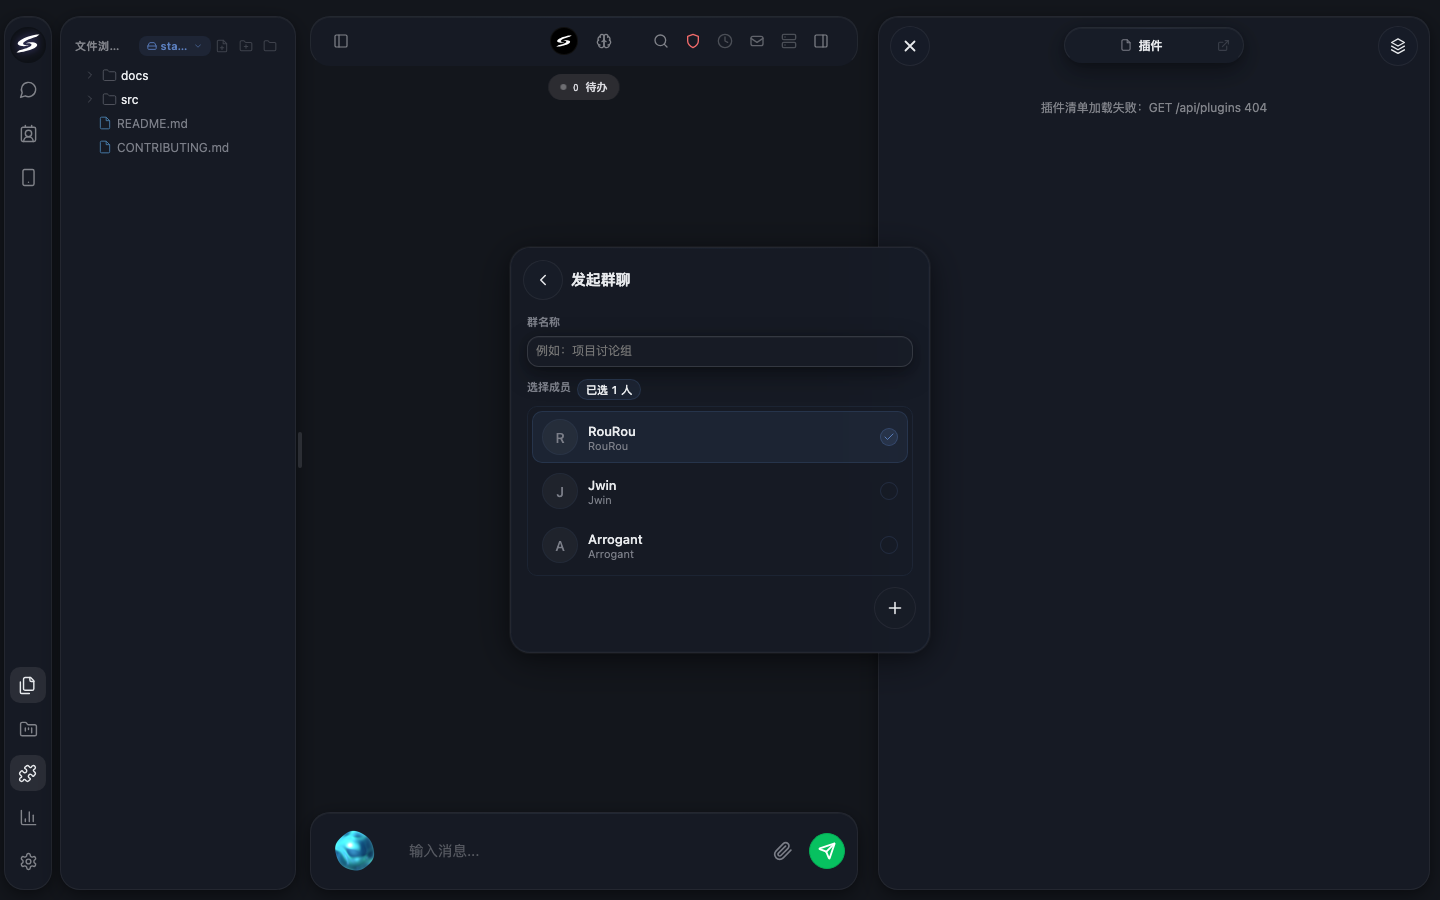 文件浏...
sta...
docs
src
README.md
CONTRIBUTING.md
0 待办
插件
插件清单加载失败：GET /api/plugins 404
发起群聊
群名称
例如：项目讨论组
选择成员 已选 1 人
R
RouRou
RouRou
J
Jwin
Jwin
A
Arrogant
Arrogant
输入消息...